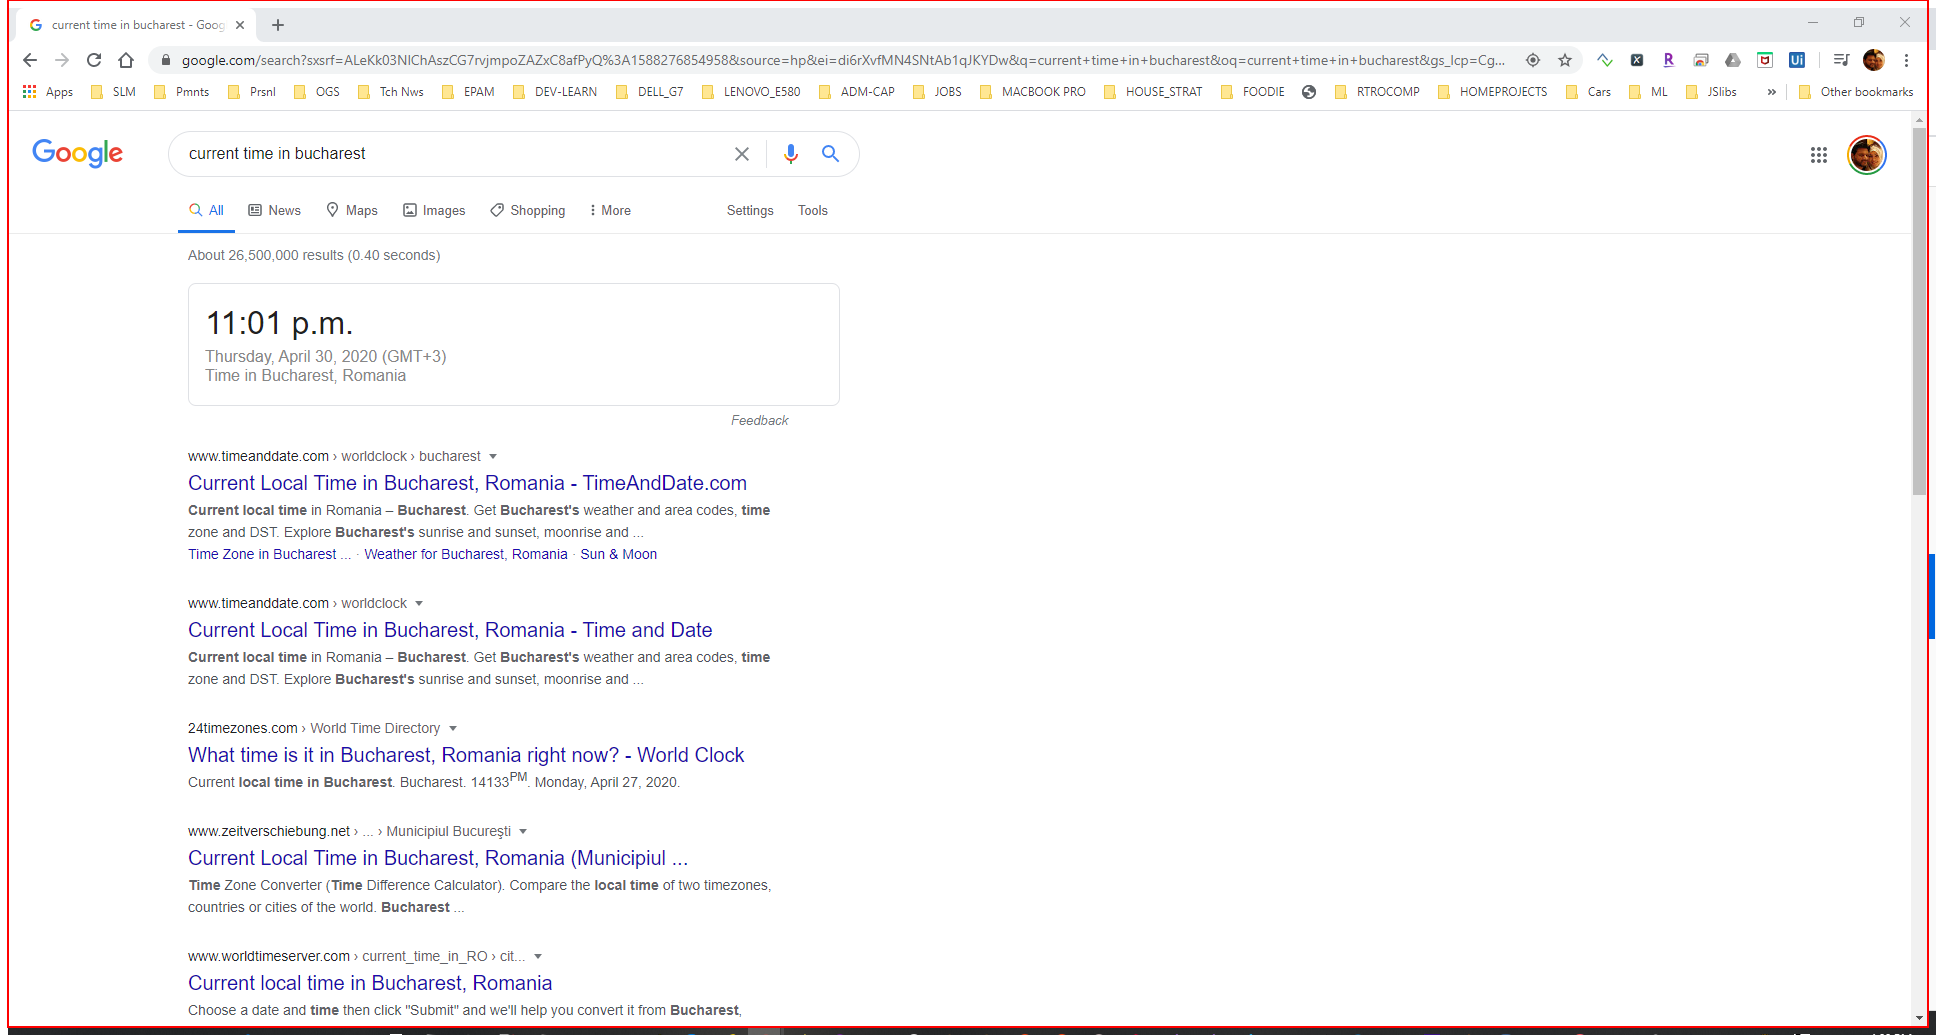 current time in bucharest - Goog
google.com/search?sxsrf=ALeKk03NIChAszCG7rvjmpoZAZxC8afPyQ%3A1588276854958&source=hp&ei=di6rXvfMN4SNtAb1qJKYDw&q=current+time+in+bucharest&oq=current+time+in+bucharest&gs_lcp=Cg...
Apps SLM Pmnts Prsnl OGS Tch Nws EPAM DEV-LEARN DELL_G7 LENOVO_E580 ADM-CAP JOBS MACBOOK PRO HOUSE_STRAT FOODIE RTROCOMP HOMEPROJECTS Cars ML JSlibs » Other bookmarks
Google current time in bucharest
All News Maps Images Shopping More Settings Tools
About 26,500,000 results (0.40 seconds)
11:01 p.m.
Thursday, April 30, 2020 (GMT+3)
Time in Bucharest, Romania
Feedback
www.timeanddate.com › worldclock › bucharest
Current Local Time in Bucharest, Romania - TimeAndDate.com
Current local time in Romania – Bucharest. Get Bucharest's weather and area codes, time
zone and DST. Explore Bucharest's sunrise and sunset, moonrise and ...
Time Zone in Bucharest ... · Weather for Bucharest, Romania · Sun & Moon
www.timeanddate.com › worldclock
Current Local Time in Bucharest, Romania - Time and Date
Current local time in Romania – Bucharest. Get Bucharest's weather and area codes, time
zone and DST. Explore Bucharest's sunrise and sunset, moonrise and ...
24timezones.com › World Time Directory
What time is it in Bucharest, Romania right now? - World Clock
Current local time in Bucharest. Bucharest. 14133PM. Monday, April 27, 2020.
www.zeitverschiebung.net › ... › Municipiul Bucureşti
Current Local Time in Bucharest, Romania (Municipiul ...
Time Zone Converter (Time Difference Calculator). Compare the local time of two timezones,
countries or cities of the world. Bucharest ...
www.worldtimeserver.com › current_time_in_RO › cit...
Current local time in Bucharest, Romania
Choose a date and time then click "Submit" and we'll help you convert it from Bucharest,